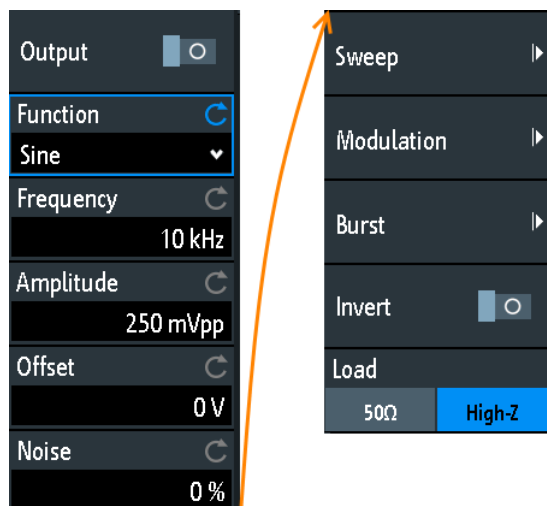 Output
Function
Sine
Frequency
10 kHz
Amplitude
250 mVpp
Offset
0 V
Noise
0 %
Sweep
Modulation
Burst
Invert
Load
50Ω High-Z